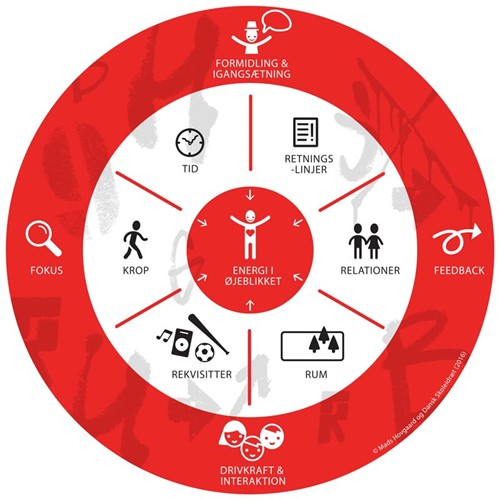 FORMIDLING &
IGANGSÆTNING
TID
RETNINGS
-LINJER
FOKUS
KROP
ENERGI I
ØJEBLIKKET
RELATIONER
FEEDBACK
REKVISITTER
RUM
DRIVKRAFT &
INTERAKTION
© Mads Hovgaard og Dansk Skoleidræt (2016)